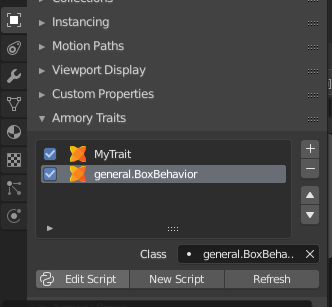 Collections
Instancing
Motion Paths
Viewport Display
Custom Properties
Armory Traits
MyTrait
general.BoxBehavior
Class general.BoxBeha..
Edit Script New Script Refresh